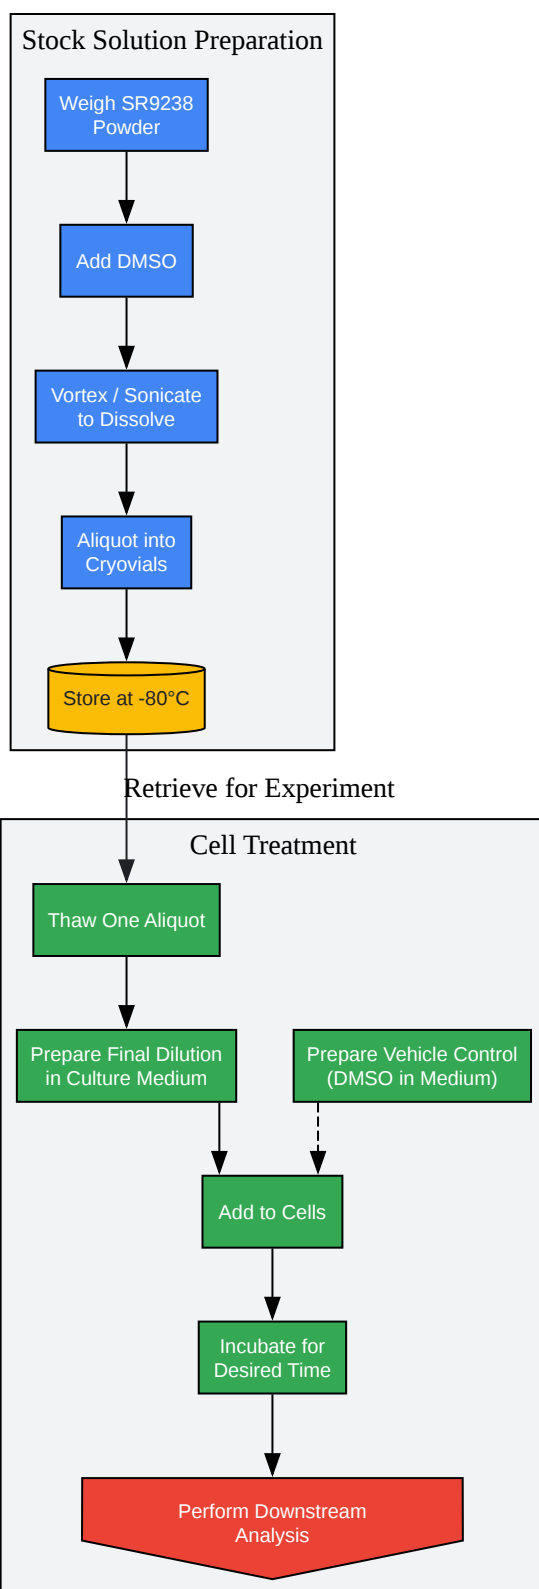 Stock Solution Preparation
Weigh SR9238
Powder
Add DMSO
Vortex / Sonicate
to Dissolve
Aliquot into
Cryovials
Store at -80°C
Retrieve for Experiment
Cell Treatment
Thaw One Aliquot
Prepare Final Dilution
in Culture Medium
Prepare Vehicle Control
(DMSO in Medium)
Add to Cells
Incubate for
Desired Time
Perform Downstream
Analysis